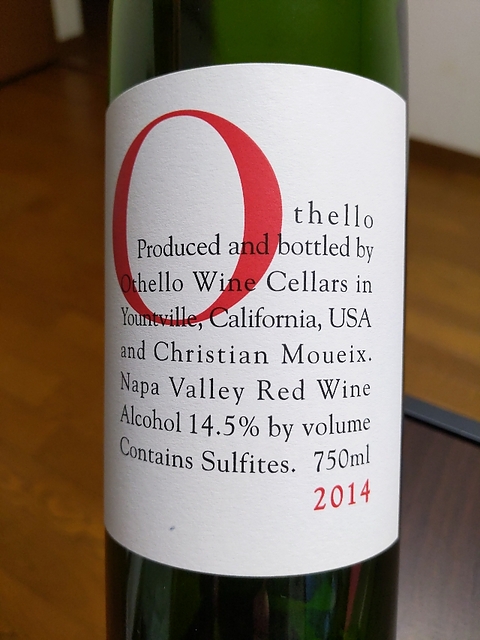 Othello
Produced and bottled by
Othello Wine Cellars in
Yountville, California, USA
and Christian Moueix.
Napa Valley Red Wine
Alcohol 14.5% by volume
Contains Sulfites. 750ml
2014